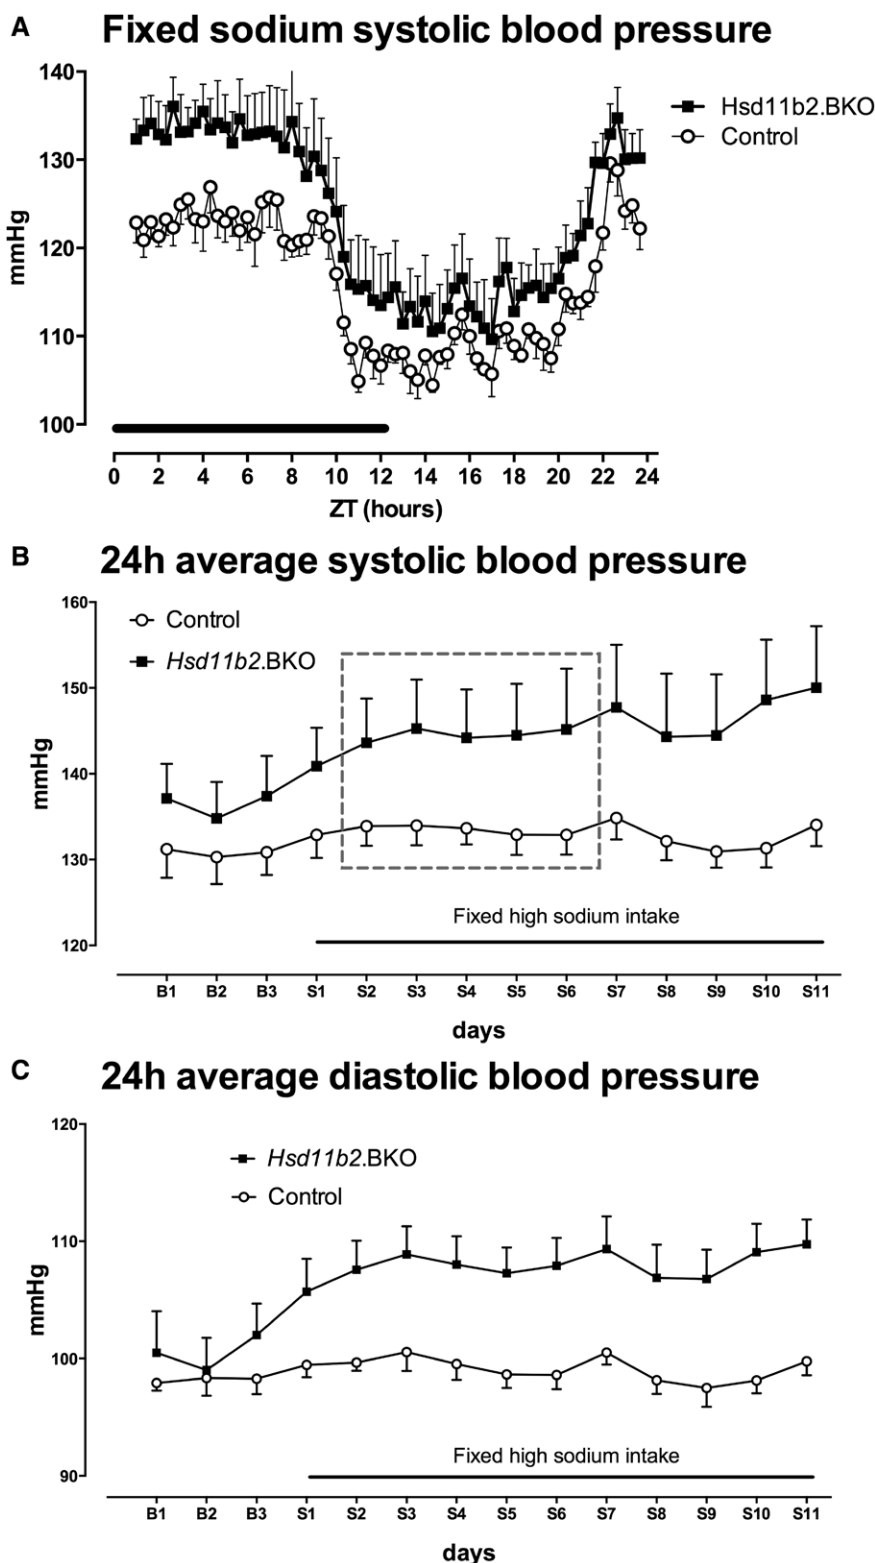 A Fixed sodium systolic blood pressure
140
130
120
110
100
mmHg
Hsd11b2.BKO
Control
0 2 4 6 8 10 12 14 16 18 20 22 24
ZT (hours)
B 24h average systolic blood pressure
160
150
140
130
120
mmHg
Control
Hsd11b2.BKO
Fixed high sodium intake
B1 B2 B3 S1 S2 S3 S4 S5 S6 S7 S8 S9 S10 S11
days
C 24h average diastolic blood pressure
120
110
100
90
mmHg
Hsd11b2.BKO
Control
Fixed high sodium intake
B1 B2 B3 S1 S2 S3 S4 S5 S6 S7 S8 S9 S10 S11
days